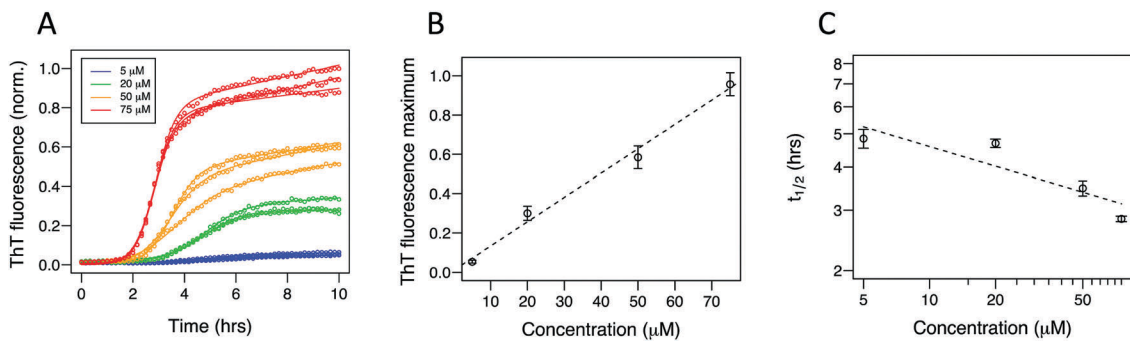 A
ThT fluorescence (norm.)
1.0
0.8
0.6
0.4
0.2
0.0
5 μM
20 μM
50 μM
75 μM
0 2 4 6 8 10
Time (hrs)
B
ThT fluorescence maximum
1.0
0.8
0.6
0.4
0.2
0.0
10 20 30 40 50 60 70
Concentration (μM)
C
t1/2 (hrs)
8
7
6
5
4
3
2
5 10 20 50
Concentration (μM)